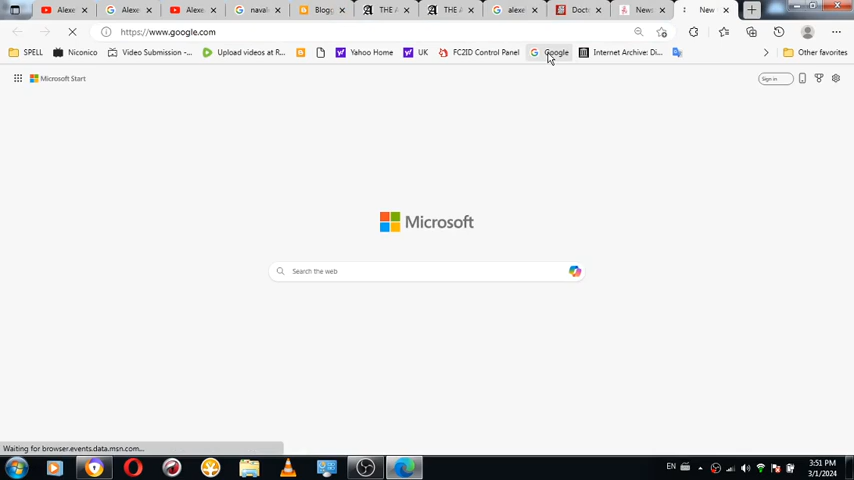 Alexe
Alexe
Alexe
naval
Blogg
THE A
THE A
alexe
Doct
News
New
https://www.google.com
SPELL
Niconico
Video Submission -...
Upload videos at R...
Yahoo Home
UK
FC2ID Control Panel
Google
Internet Archive: Di...
Other favorites
Microsoft Start
Sign in
Microsoft
Search the web
Waiting for browser.events.data.msn.com...
EN
3:51 PM
3/1/2024